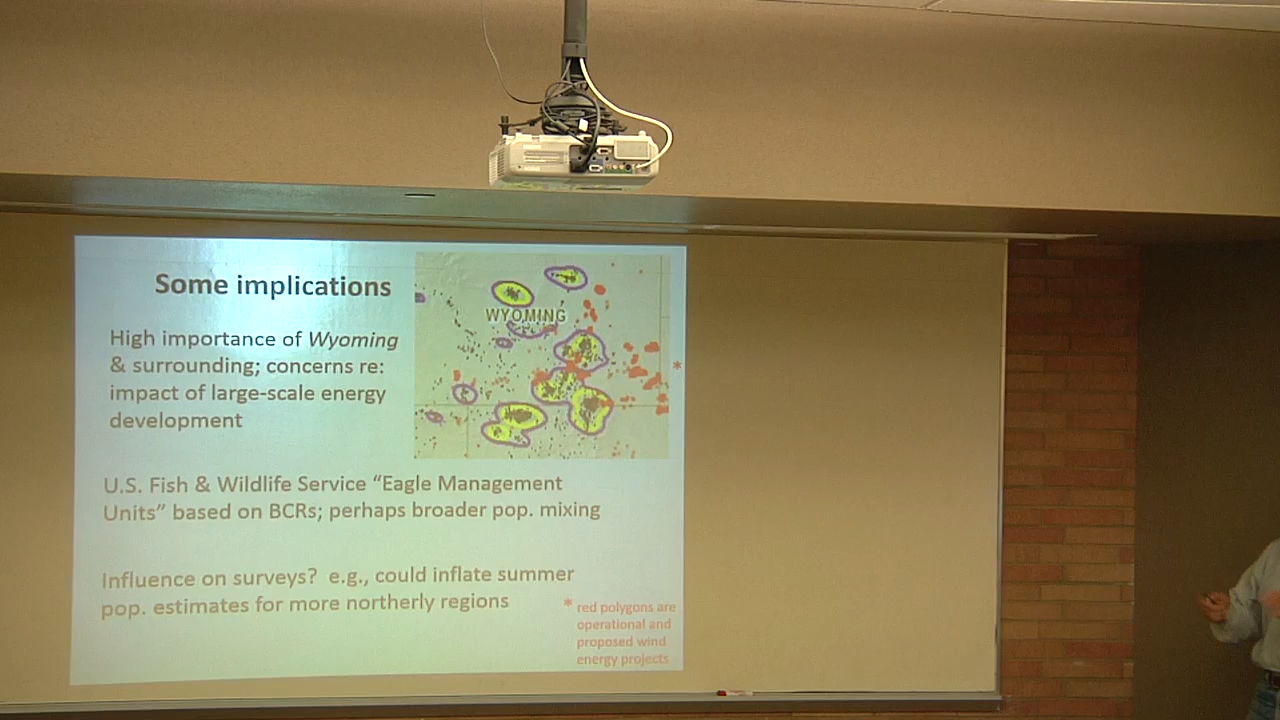 Some implications
High importance of Wyoming
& surrounding; concerns re:
impact of large-scale energy
development
WYOMING
*
U.S. Fish & Wildlife Service “Eagle Management
Units” based on BCRs; perhaps broader pop. mixing
Influence on surveys? e.g., could inflate summer
pop. estimates for more northerly regions
* red polygons are
operational and
proposed wind
energy projects